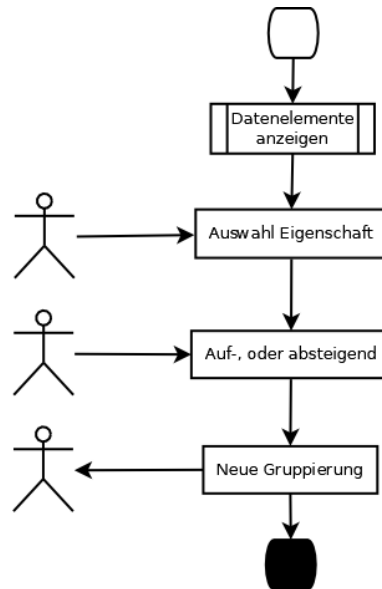 Datenelemente
anzeigen
Auswahl Eigenschaft
Auf-, oder absteigend
Neue Gruppierung